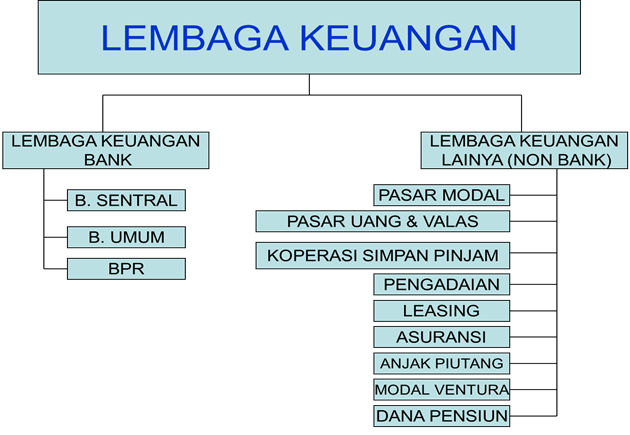 LEMBAGA KEUANGAN
LEMBAGA KEUANGAN
BANK
B. SENTRAL
B. UMUM
BPR
LEMBAGA KEUANGAN
LAINYA (NON BANK)
PASAR MODAL
PASAR UANG & VALAS
KOPERASI SIMPAN PINJAM
PENGADAIAN
LEASING
ASURANSI
ANJAK PIUTANG
MODAL VENTURA
DANA PENSIUN